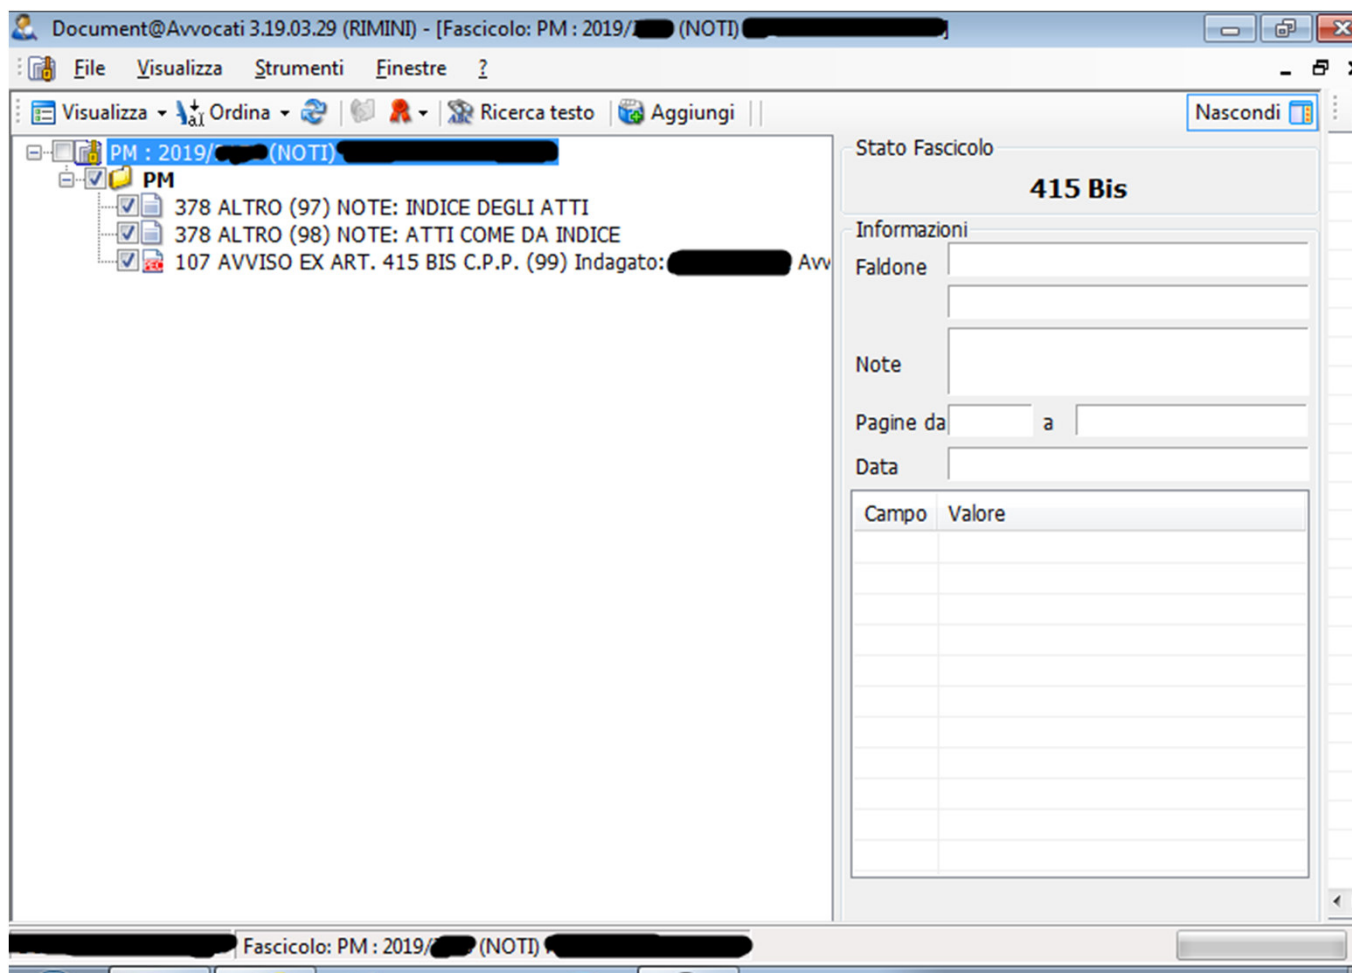 Document@Avvocati 3.19.03.29 (RIMINI) - [Fascicolo: PM : 2019/ (NOTI) ]
File Visualizza Strumenti Finestre ?
Visualizza Ordina Ricerca testo Aggiungi Nascondi
PM : 2019/ (NOTI)
PM
378 ALTRO (97) NOTE: INDICE DEGLI ATTI
378 ALTRO (98) NOTE: ATTI COME DA INDICE
107 AVVISO EX ART. 415 BIS C.P.P. (99) Indagato: Avv
Stato Fascicolo
415 Bis
Informazioni
Faldone
Note
Pagine da a
Data
Campo Valore
Fascicolo: PM : 2019/ (NOTI)